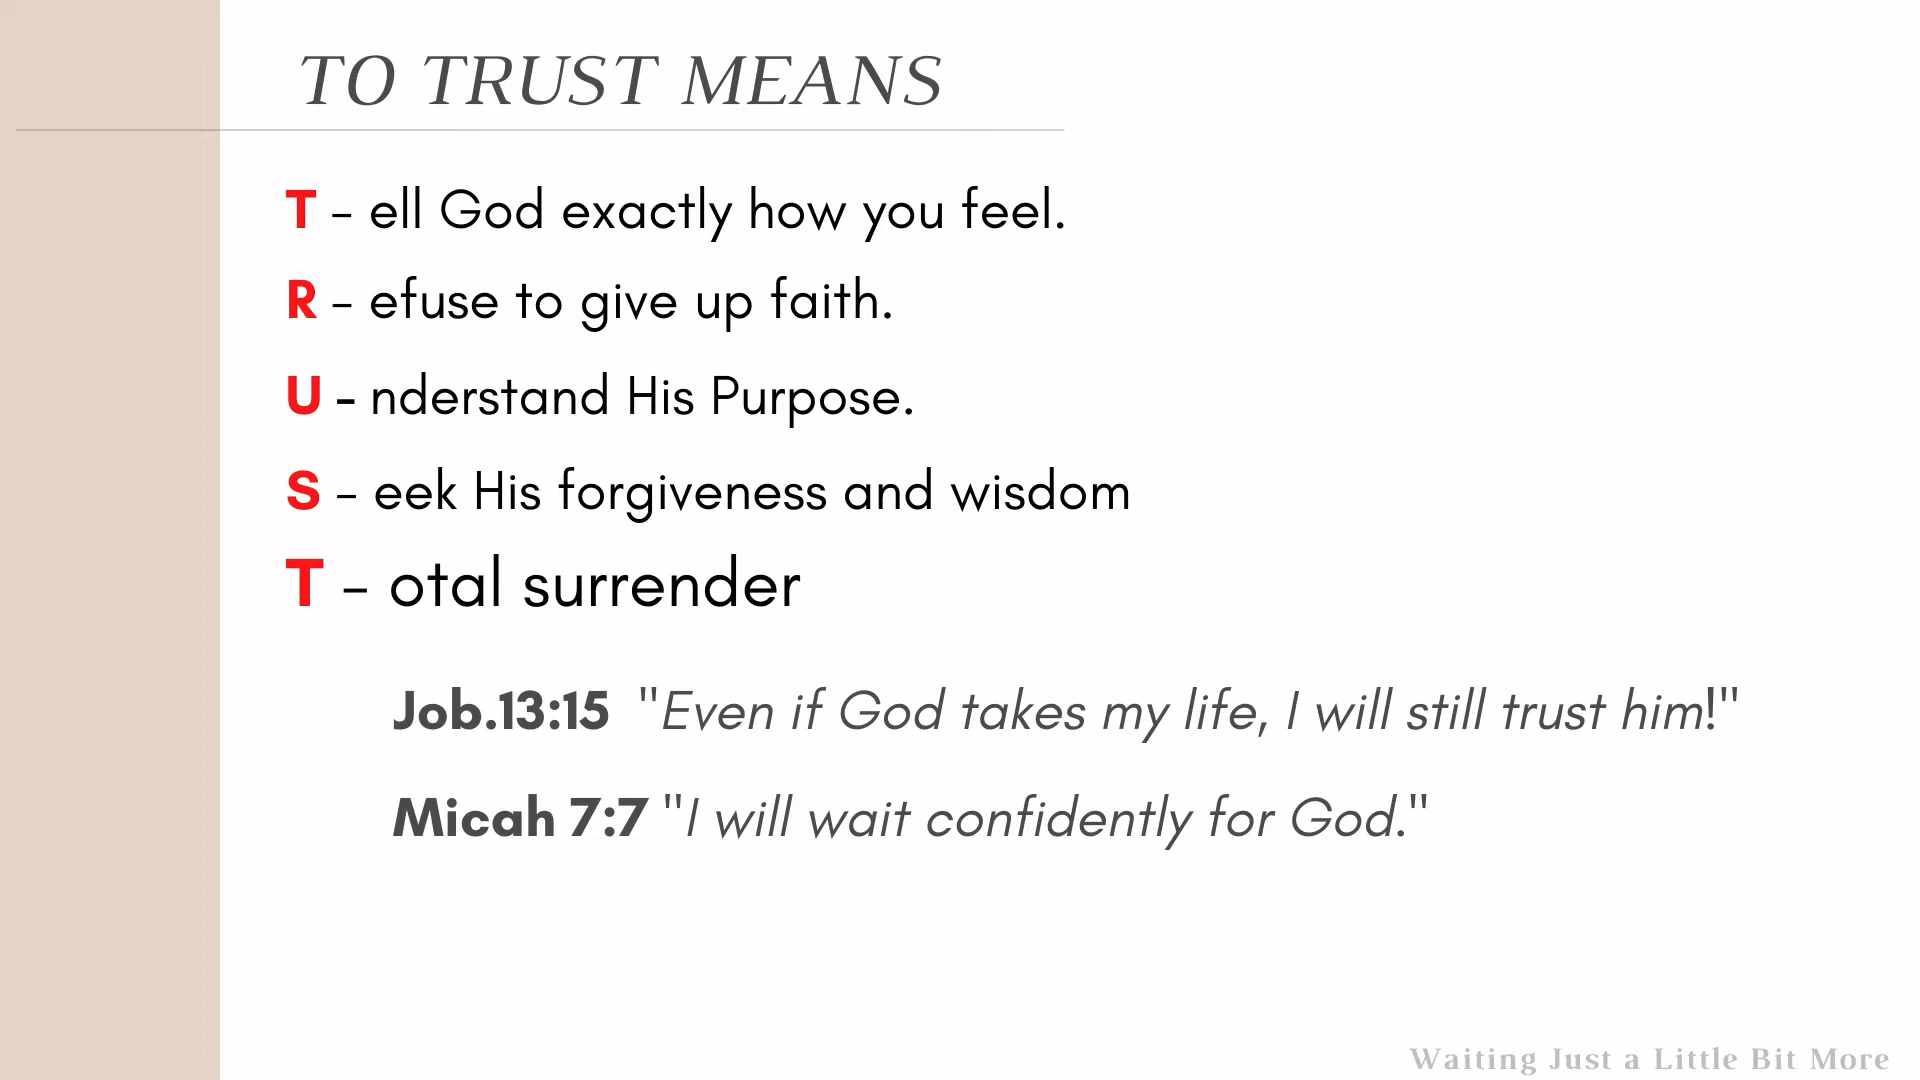 TO TRUST MEANS
T - ell God exactly how you feel.
R - efuse to give up faith.
U - nderstand His Purpose.
S - eek His forgiveness and wisdom
T - otal surrender
Job.13:15 "Even if God takes my life, I will still trust him!"
Micah 7:7 "I will wait confidently for God."
Waiting Just a Little Bit More